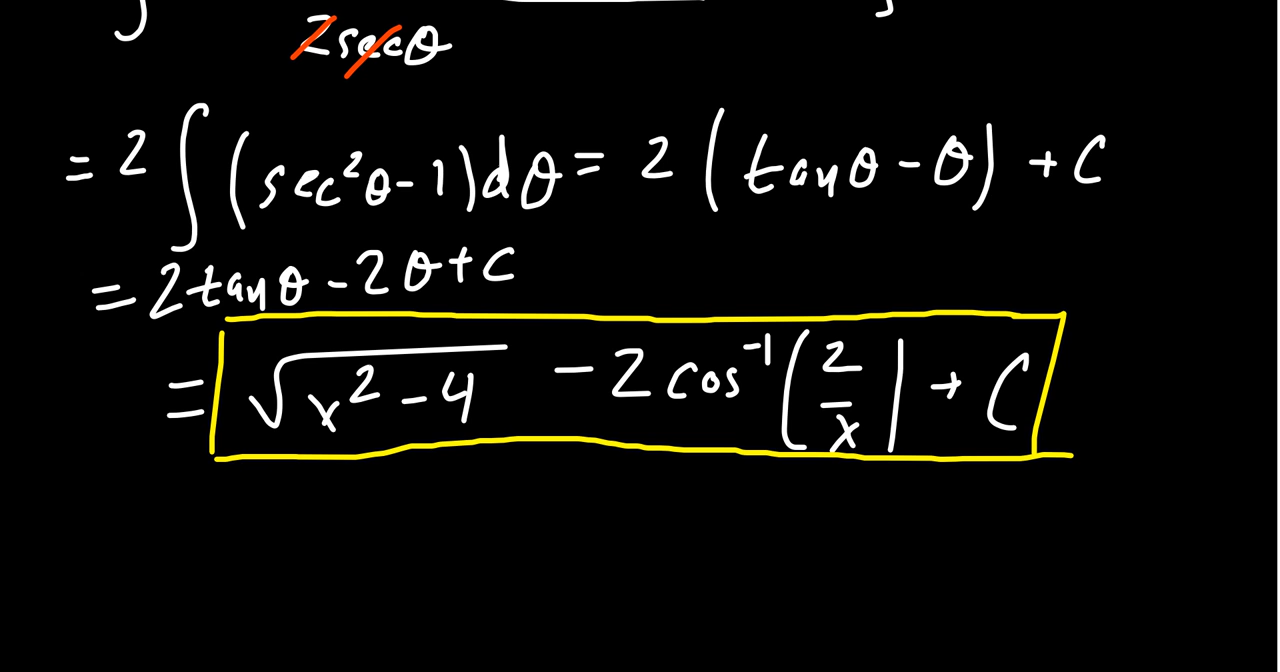 2secθ
= 2 ∫ (sec²θ - 1)dθ = 2 (tanθ - θ) + C
= 2tanθ - 2θ + C
= √(x² - 4) - 2cos⁻¹(2/x| + C